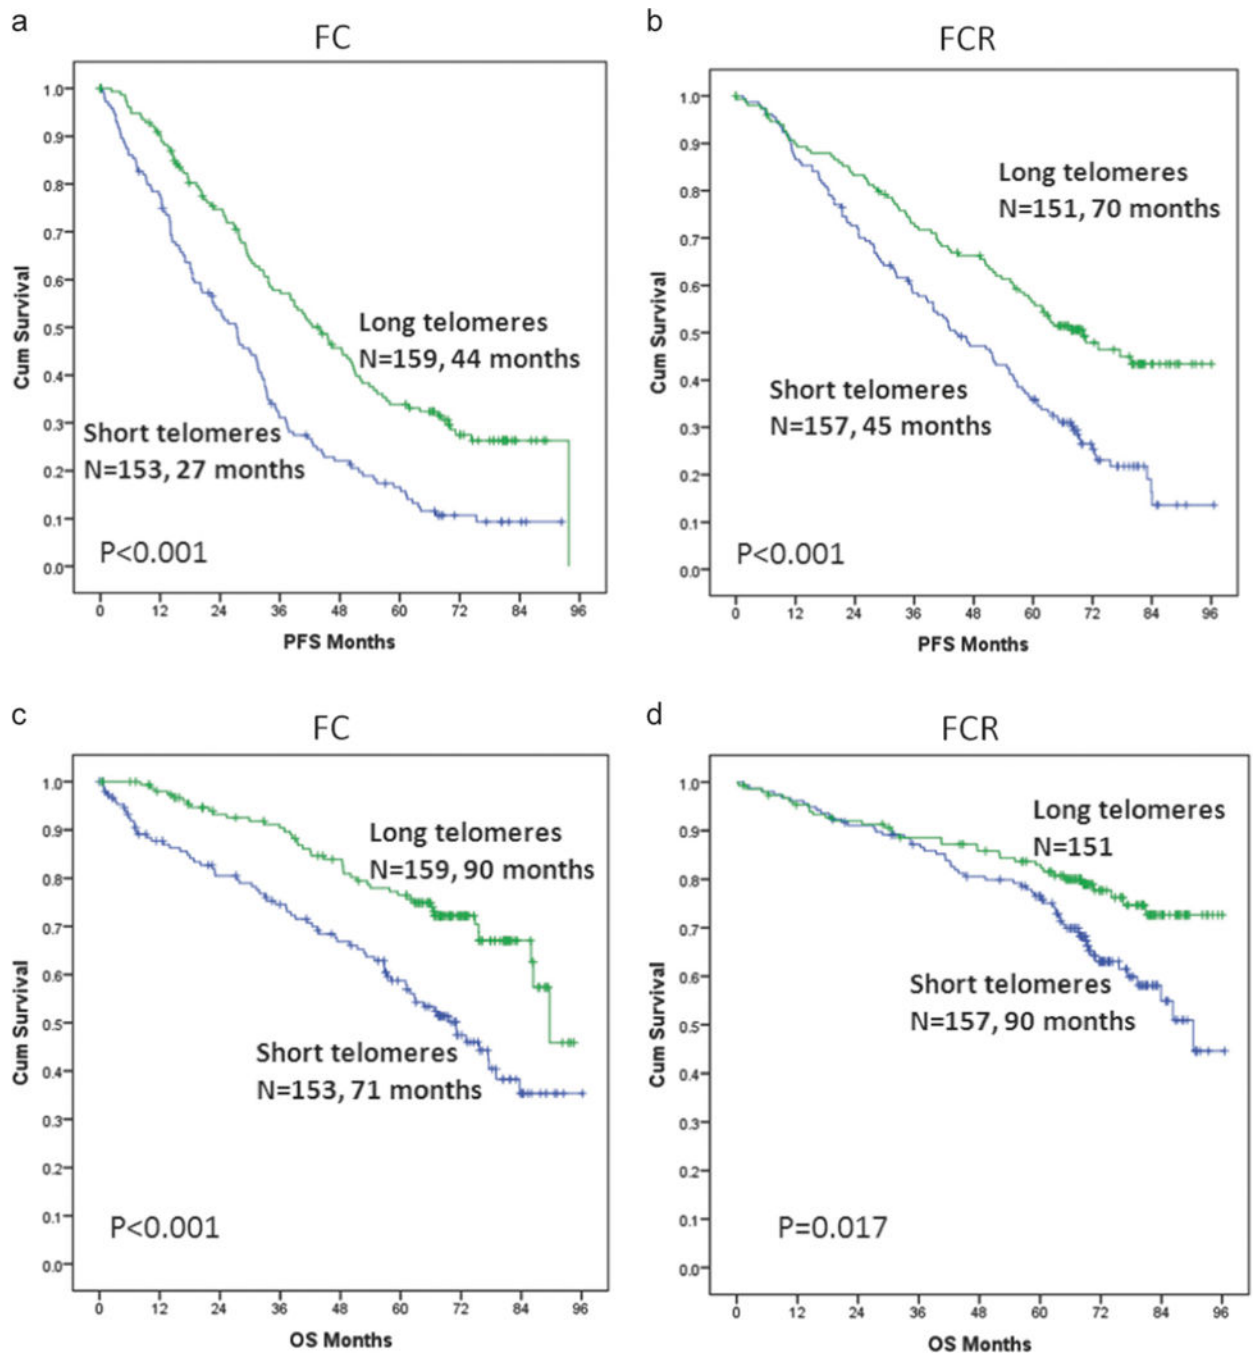 a
FC
1.0
0.9
0.8
0.7
0.6
0.5
0.4
0.3
0.2
0.1
0.0
Cum Survival
Long telomeres
N=159, 44 months
Short telomeres
N=153, 27 months
P<0.001
0 12 24 36 48 60 72 84 96
PFS Months
b
FCR
1.0
0.9
0.8
0.7
0.6
0.5
0.4
0.3
0.2
0.1
0.0
Cum Survival
Long telomeres
N=151, 70 months
Short telomeres
N=157, 45 months
P<0.001
0 12 24 36 48 60 72 84 96
PFS Months
c
FC
1.0
0.9
0.8
0.7
0.6
0.5
0.4
0.3
0.2
0.1
0.0
Cum Survival
Long telomeres
N=159, 90 months
Short telomeres
N=153, 71 months
P<0.001
0 12 24 36 48 60 72 84 96
OS Months
d
FCR
1.0
0.9
0.8
0.7
0.6
0.5
0.4
0.3
0.2
0.1
0.0
Cum Survival
Long telomeres
N=151
Short telomeres
N=157, 90 months
P=0.017
0 12 24 36 48 60 72 84 96
OS Months